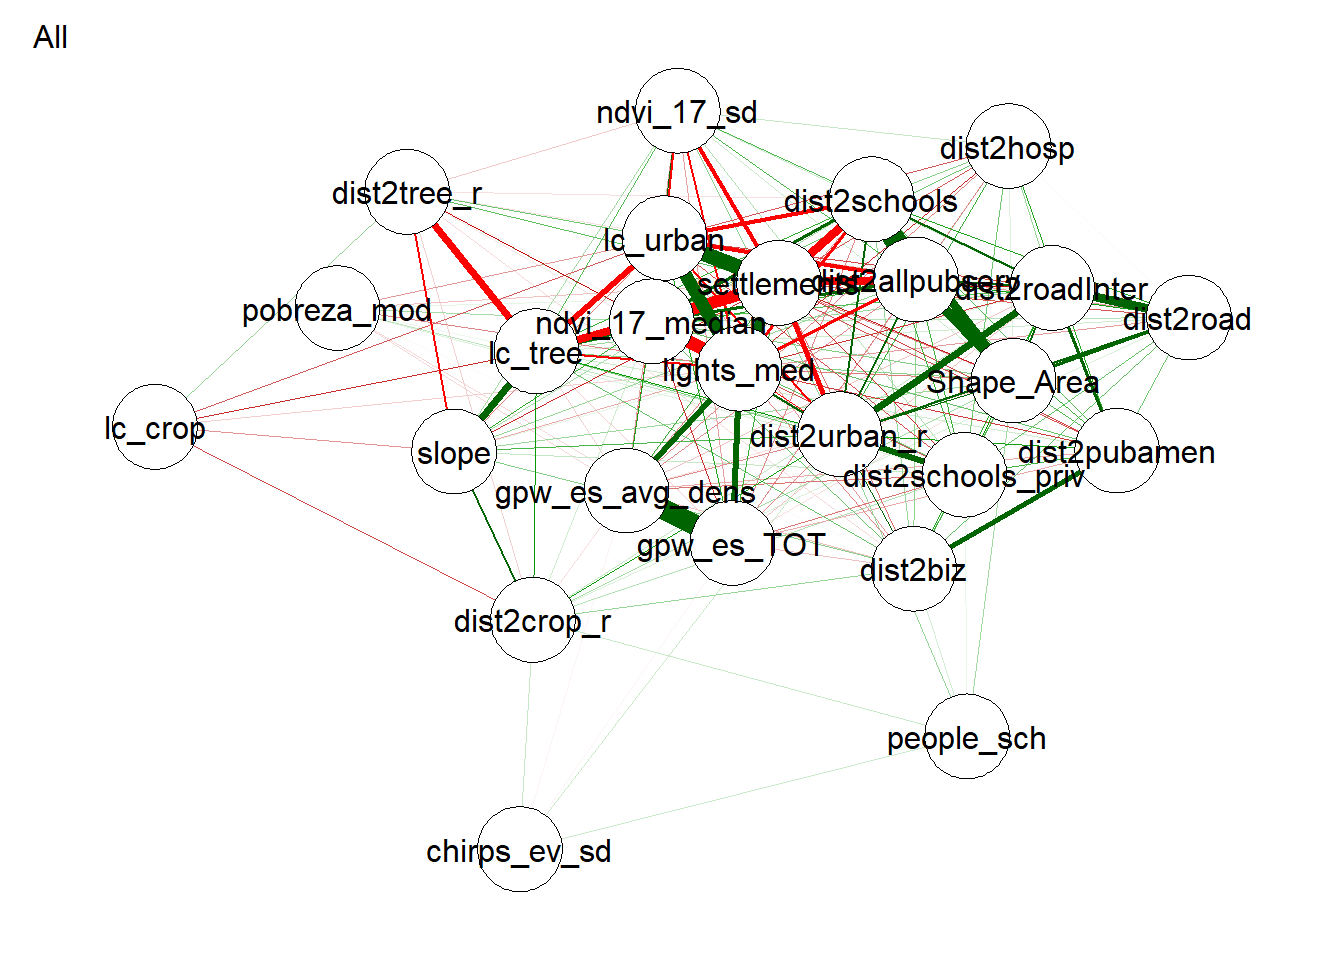 All
ndvi_17_sd
dist2hosp
dist2tree_r
dist2schools
lc_urban
settlements
dist2allpubserv
dist2roadInter
pobreza_mod
ndvi_17_median
dist2road
lc_tree
lights_med
Shape_Area
lc_crop
slope
dist2urban_r
dist2pubamen
dist2schools_priv
gpw_es_avg_dens
gpw_es_TOT
dist2biz
dist2crop_r
people_sch
chirps_ev_sd